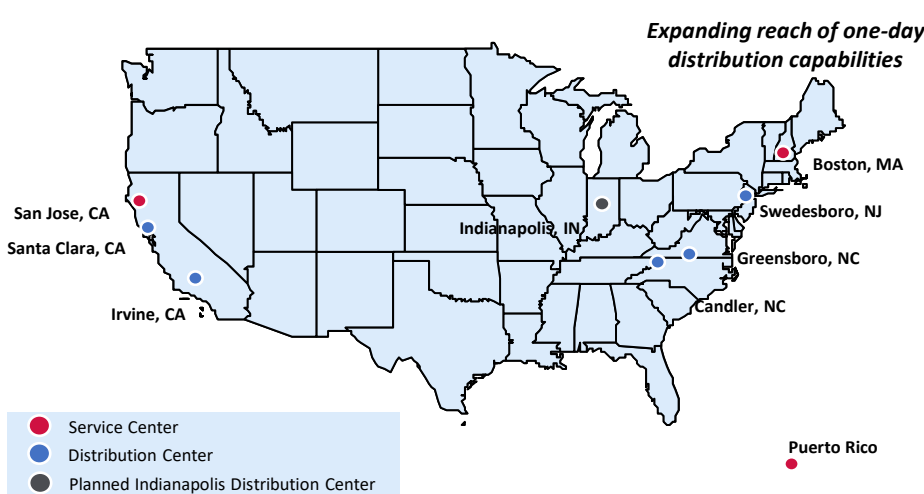 Expanding reach of one-day
distribution capabilities
Boston, MA
San Jose, CA
Swedesboro, NJ
Indianapolis, IN
Santa Clara, CA
Greensboro, NC
Candler, NC
Irvine, CA
Service Center
Distribution Center
Planned Indianapolis Distribution Center
Puerto Rico